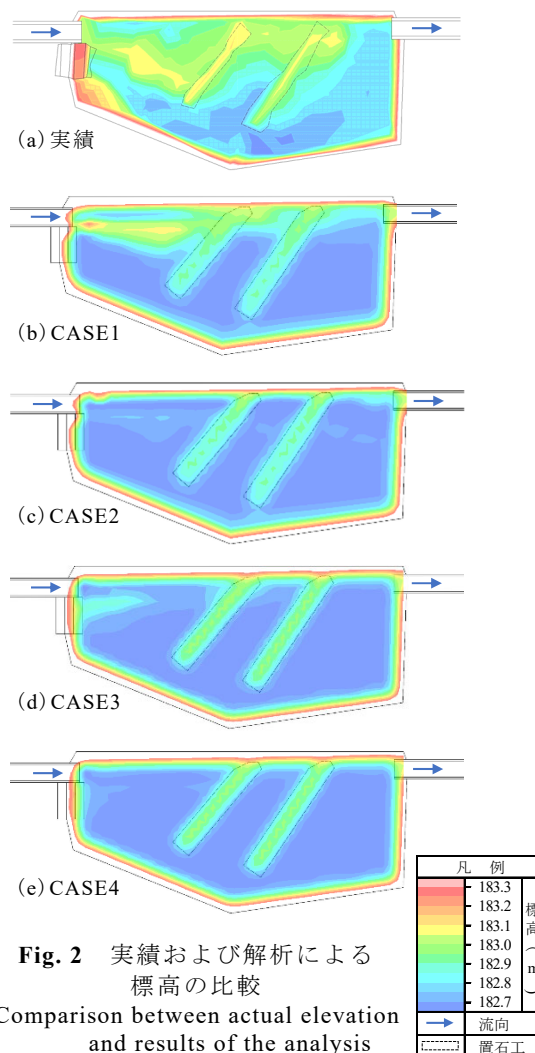 (a)実績
(b)CASE1
(c)CASE2
(d)CASE3
(e)CASE4
凡 例
183.3
183.2
183.1
183.0
182.9
182.8
182.7
標高(m)
流向
置石工
Fig. 2 実績および解析による
標高の比較
Comparison between actual elevation
and results of the analysis